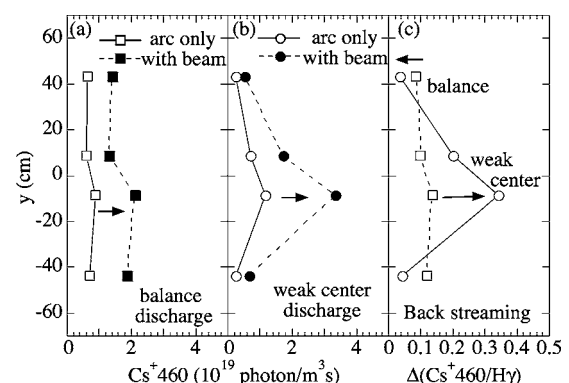 (a)
arc only
with beam
(b)
arc only
with beam
(c)
balance
weak
center
60
40
20
0
-20
-40
-60
y (cm)
balance
discharge
weak center
discharge
Back streaming
0 2 4 0 2 4 0 0.1 0.2 0.3 0.4 0.5
Cs⁺460 (10¹⁹ photon/m³s)
Δ(Cs⁺460/Hγ)